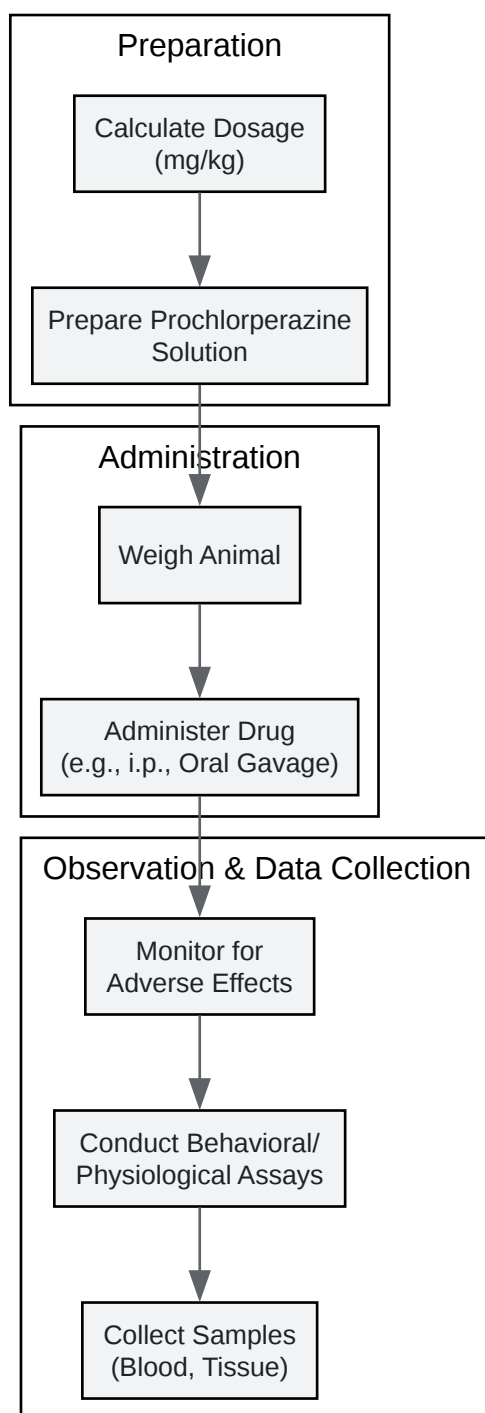 Preparation
Calculate Dosage
(mg/kg)
Prepare Prochlorperazine
Solution
Administration
Weigh Animal
Administer Drug
(e.g., i.p., Oral Gavage)
Observation & Data Collection
Monitor for
Adverse Effects
Conduct Behavioral/
Physiological Assays
Collect Samples
(Blood, Tissue)